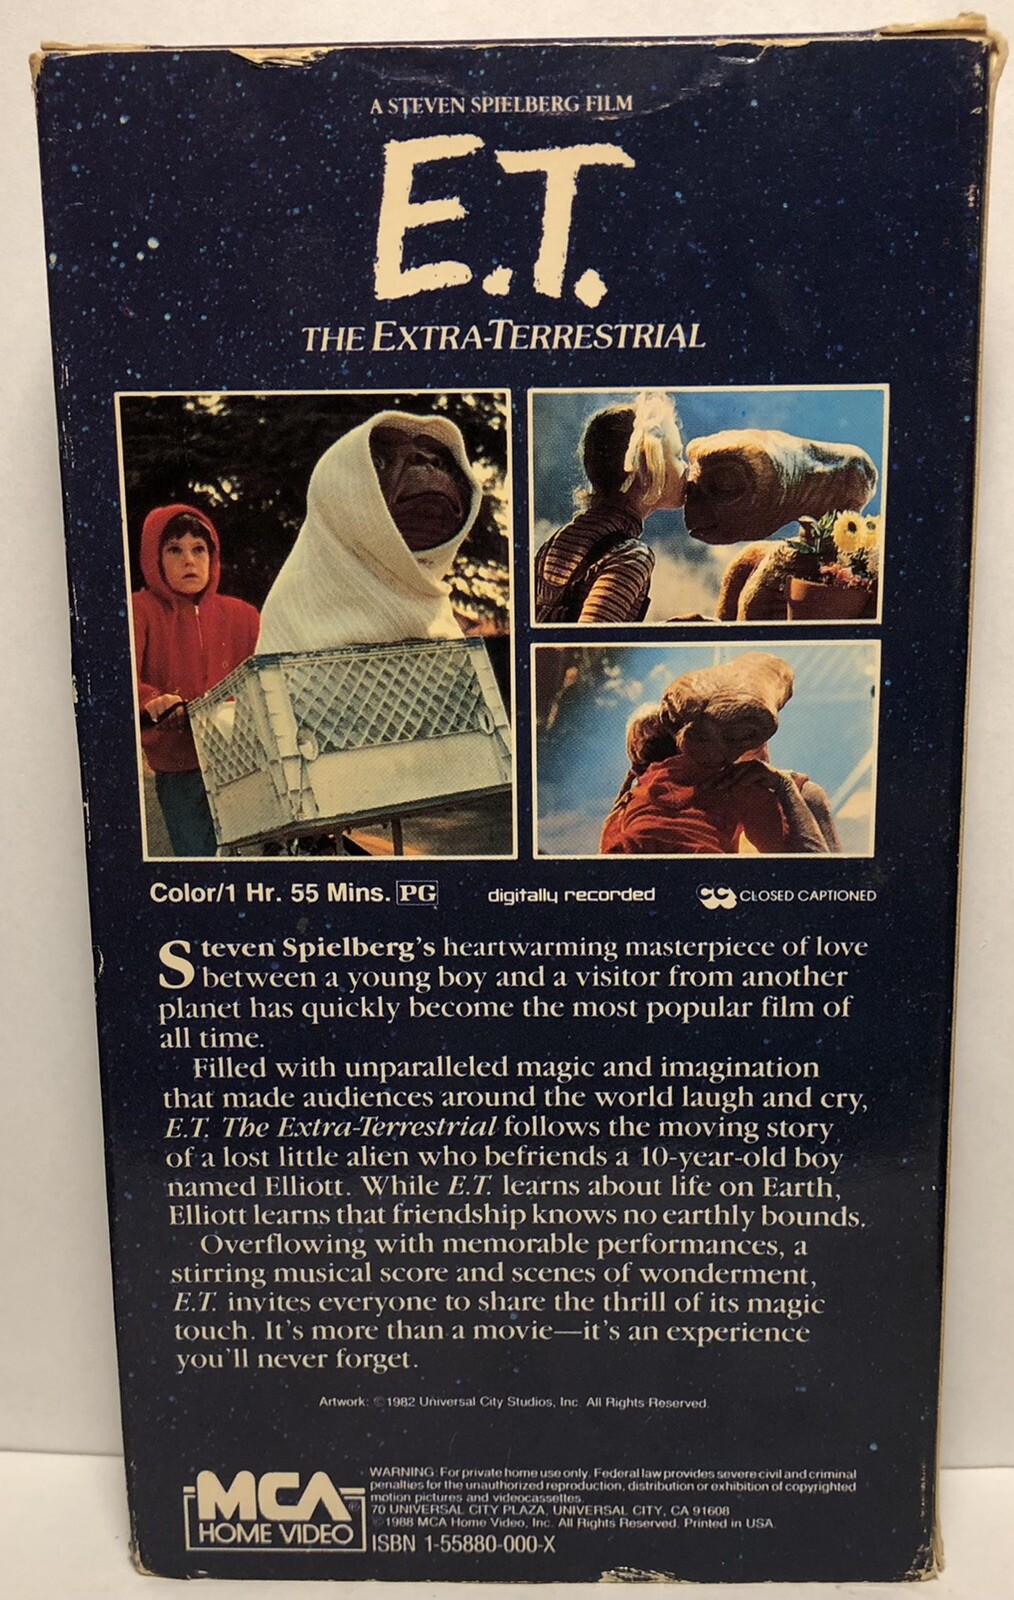 A STEVEN SPIELBERG FILM
E.T.
THE EXTRA-TERRESTRIAL
Color/1 Hr. 55 Mins. PG digitally recorded CC CLOSED CAPTIONED
Steven Spielberg's heartwarming masterpiece of love
between a young boy and a visitor from another
planet has quickly become the most popular film of
all time.
Filled with unparalleled magic and imagination
that made audiences around the world laugh and cry,
E.T. The Extra-Terrestrial follows the moving story
of a lost little alien who befriends a 10-year-old boy
named Elliott. While E.T. learns about life on Earth,
Elliott learns that friendship knows no earthly bounds.
Overflowing with memorable performances, a
stirring musical score and scenes of wonderment,
E.T. invites everyone to share the thrill of its magic
touch. It's more than a movie—it's an experience
you'll never forget.
Artwork: ©1982 Universal City Studios, Inc. All Rights Reserved.
MCA®
HOME VIDEO
WARNING: For private home use only. Federal law provides severe civil and criminal
penalties for the unauthorized reproduction, distribution or exhibition of copyrighted
motion pictures and videocassettes.
70 UNIVERSAL CITY PLAZA, UNIVERSAL CITY, CA 91608
©1988 MCA Home Video, Inc. All Rights Reserved. Printed in USA.
ISBN 1-55880-000-X